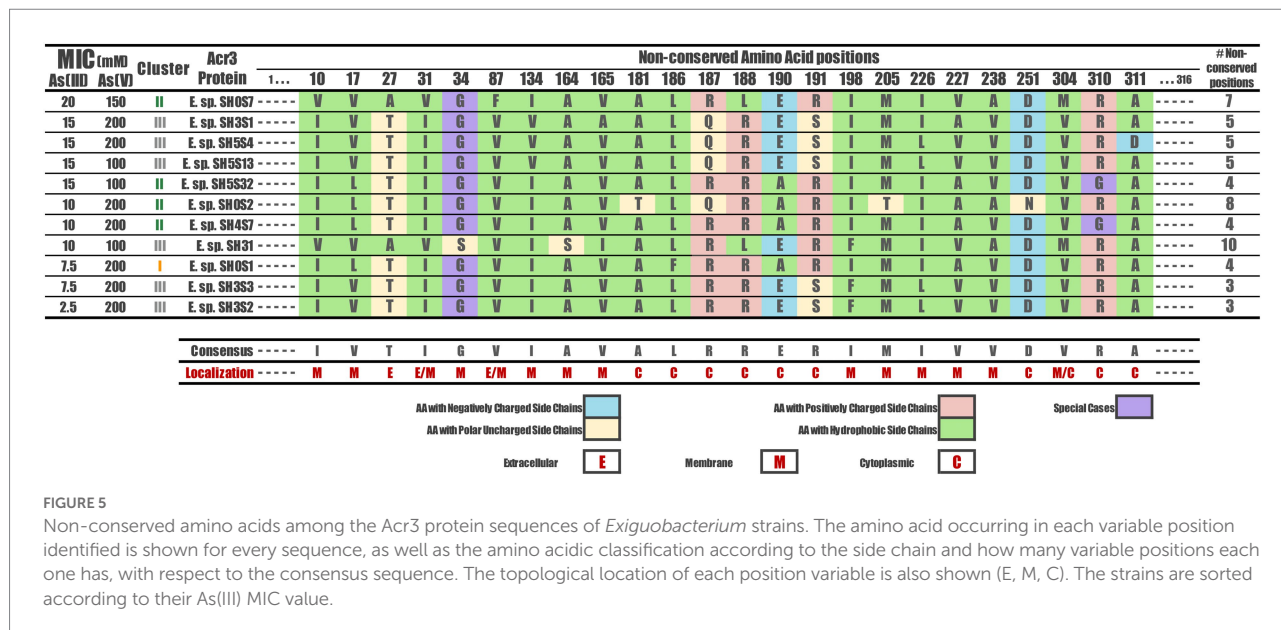 MIC (mM) Cluster Acr3 Protein Non-conserved Amino Acid positions # Non-conserved positions
As(III) As(V) 1 . . . 10 17 27 31 34 87 134 164 165 181 186 187 188 190 191 198 205 226 227 238 251 304 310 311 . . . 316
20 150 II E. sp. SH0S7 ----- V V A V G F I A V A L R L E R I M I V A D M R A ----- 7
15 200 III E. sp. SH3S1 ----- I V T I G V V A A A L Q R E S I M I A V D V R A ----- 5
15 200 III E. sp. SH5S4 ----- I V T I G V V A V A L Q R E S I M L V V D V R D ----- 5
15 100 III E. sp. SH5S13 ----- I V T I G V V A V A L Q R E S I M L V V D V R A ----- 5
15 100 II E. sp. SH5S32 ----- I L T I G V I A V A L R R A R I M I A V D V G A ----- 4
10 200 II E. sp. SH0S2 ----- I L T I G V I A V T L Q R A R I T I A A N V R A ----- 8
10 200 II E. sp. SH4S7 ----- I L T I G V I A V A L R R A R I M I A V D V G A ----- 4
10 100 III E. sp. SH31 ----- V V A V S V I S I A L R L E R F M I V A D M R A ----- 10
7.5 200 I E. sp. SH0S1 ----- I L T I G V I A V A F R R A R I M I A V D V R A ----- 4
7.5 200 III E. sp. SH3S3 ----- I V T I G V I A V A L R R E S F M L V V D V R A ----- 3
2.5 200 III E. sp. SH3S2 ----- I V T I G V I A V A L R R E S F M L V V D V R A ----- 3
Consensus ----- I V T I G V I A V A L R R E R I M I V V D V R A -----
Localization ----- M M E E/M M E/M M M M C C C C C C M M M M M C M/C C C -----
AA with Negatively Charged Side Chains AA with Positively Charged Side Chains Special Cases
AA with Polar Uncharged Side Chains AA with Hydrophobic Side Chains
Extracellular E Membrane M Cytoplasmic C
FIGURE 5
Non-conserved amino acids among the Acr3 protein sequences of Exiguobacterium strains. The amino acid occurring in each variable position
identified is shown for every sequence, as well as the amino acidic classification according to the side chain and how many variable positions each
one has, with respect to the consensus sequence. The topological location of each position variable is also shown (E, M, C). The strains are sorted
according to their As(III) MIC value.